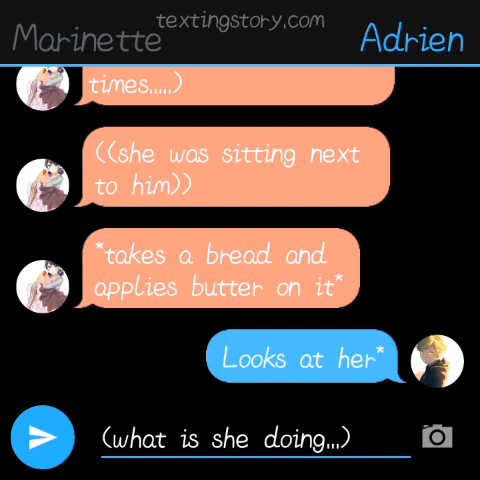 textingstory.com
Marinette
Adrien
times.....)
((she was sitting next
to him))
*takes a bread and
applies butter on it*
Looks at her*
(what is she doing...)